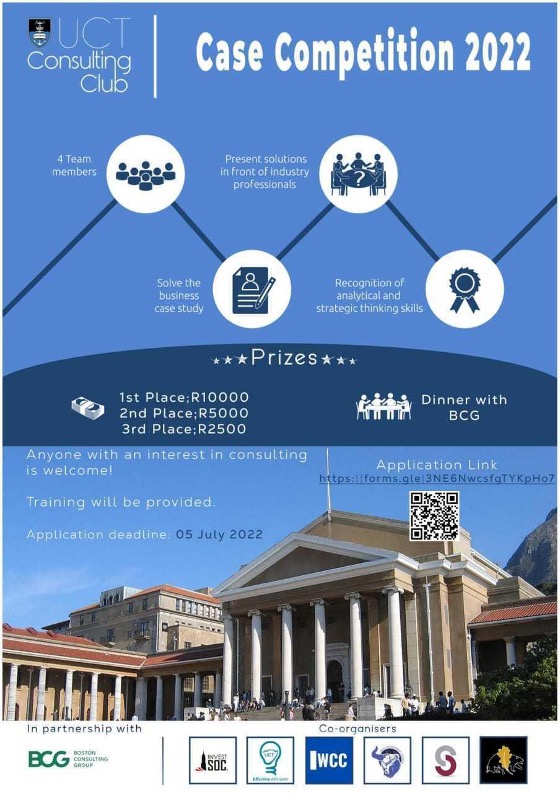 UCT
Consulting
Club
Case Competition 2022
4 Team
members
Present solutions
in front of industry
professionals
?
Solve the
business
case study
Recognition of
analytical and
strategic thinking skills
Prizes
1st Place;R10000
2nd Place;R5000
3rd Place;R2500
Dinner with
BCG
Anyone with an interest in consulting
is welcome!
Training will be provided.
Application deadline: 05 July 2022
Application Link
https://forms.gle/3NE6NwcsfgTYKpHo7
In partnership with
Co-organisers
BCG
BOSTON
CONSULTING
GROUP
INVEST
SOC.
UCT
WCC